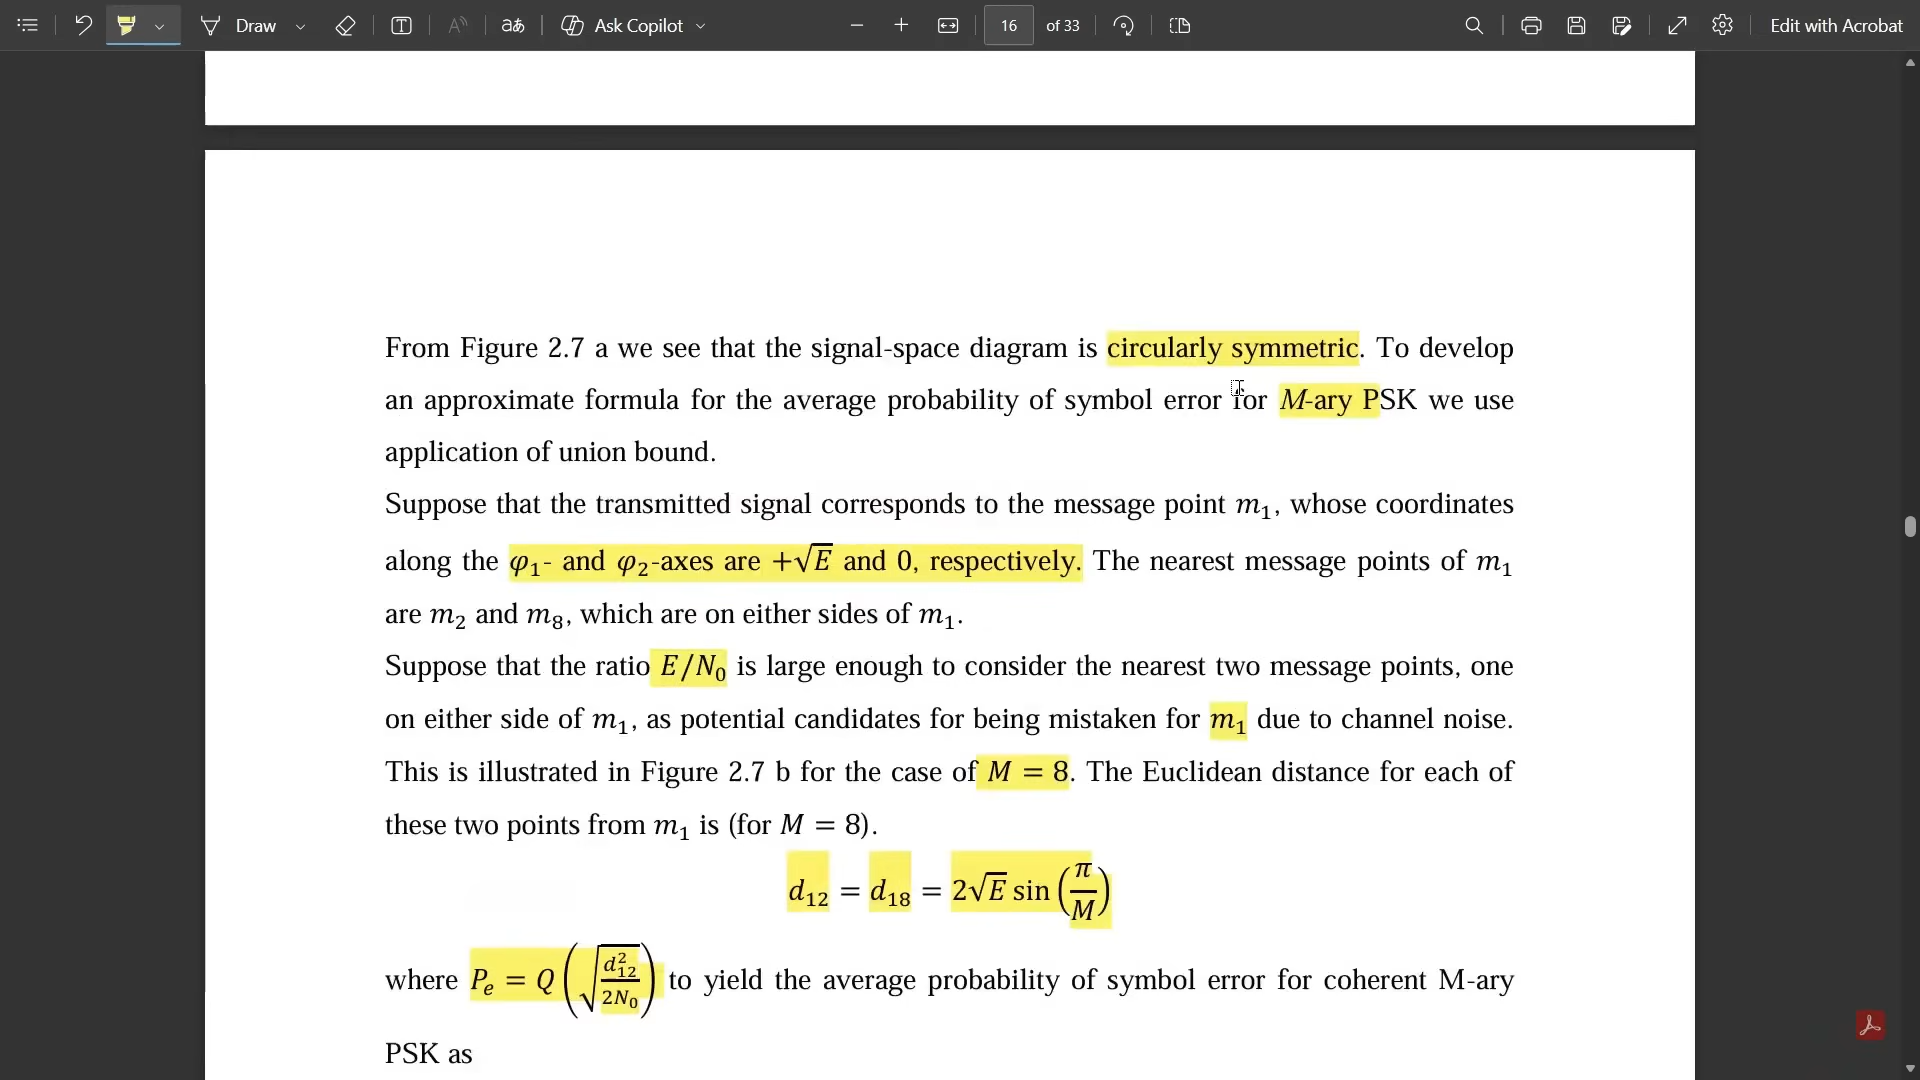 Draw
aあ
Ask Copilot
16 of 33
Edit with Acrobat
From Figure 2.7 a we see that the signal-space diagram is circularly symmetric. To develop
an approximate formula for the average probability of symbol error for M-ary PSK we use
application of union bound.
Suppose that the transmitted signal corresponds to the message point m₁, whose coordinates
along the φ₁- and φ₂-axes are +√E and 0, respectively. The nearest message points of m₁
are m₂ and m₈, which are on either sides of m₁.
Suppose that the ratio E/N₀ is large enough to consider the nearest two message points, one
on either side of m₁, as potential candidates for being mistaken for m₁ due to channel noise.
This is illustrated in Figure 2.7 b for the case of M = 8. The Euclidean distance for each of
these two points from m₁ is (for M = 8).
d₁₂ = d₁₈ = 2√E sin (π/M)
where Pₑ = Q (√(d₁₂²/2N₀)) to yield the average probability of symbol error for coherent M-ary
PSK as